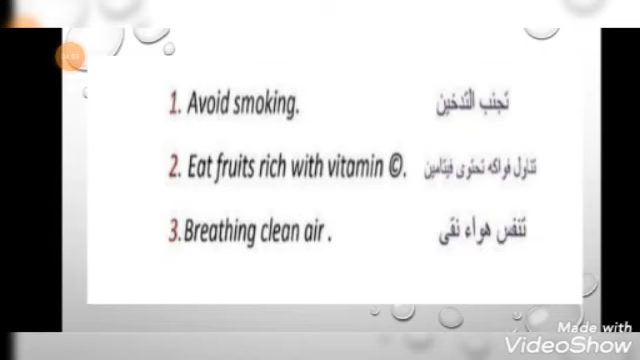 1. Avoid smoking. تجنب التدخين
2. Eat fruits rich with vitamin ©. تناول فواكه تحتوى فيتامين
3.Breathing clean air . تنفس هواء نقى
Made with
VideoShow